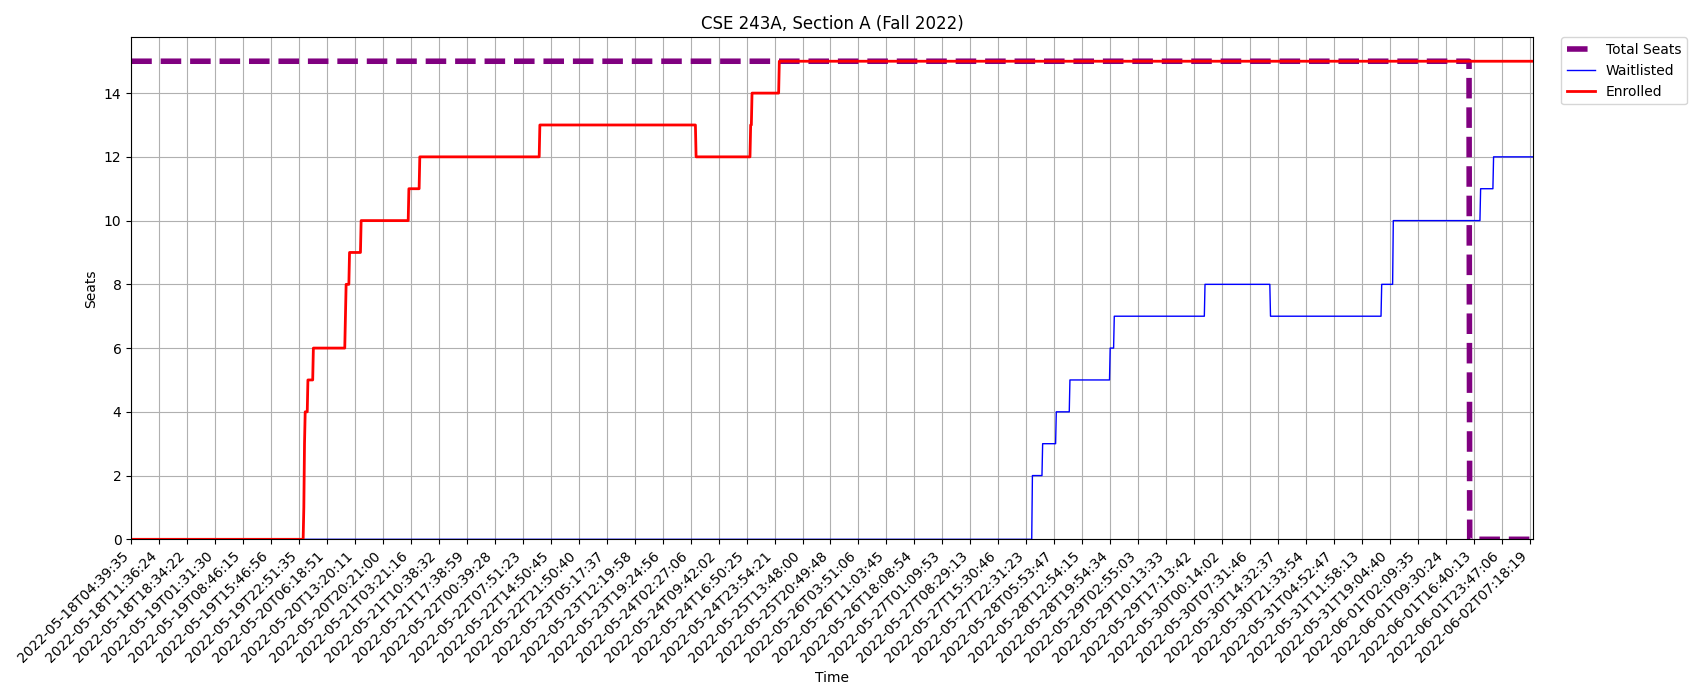 CSE 243A, Section A (Fall 2022)
Total Seats
Waitlisted
Enrolled
Seats
14
12
10
8
6
4
2
0
2022-05-18T04:39:35
2022-05-18T11:36:24
2022-05-18T18:34:22
2022-05-19T01:31:30
2022-05-19T08:46:15
2022-05-19T15:46:56
2022-05-19T22:51:35
2022-05-20T06:18:51
2022-05-20T13:20:11
2022-05-20T20:21:00
2022-05-21T03:21:16
2022-05-21T10:38:32
2022-05-21T17:38:59
2022-05-22T00:39:28
2022-05-22T07:51:23
2022-05-22T14:50:45
2022-05-22T21:50:40
2022-05-23T05:17:37
2022-05-23T12:19:58
2022-05-23T19:24:56
2022-05-24T02:27:06
2022-05-24T09:42:02
2022-05-24T16:50:25
2022-05-24T23:54:21
2022-05-25T13:48:00
2022-05-25T20:49:48
2022-05-26T03:51:06
2022-05-26T11:03:45
2022-05-26T18:08:54
2022-05-27T01:09:53
2022-05-27T08:29:13
2022-05-27T15:30:46
2022-05-27T22:31:23
2022-05-28T05:53:47
2022-05-28T12:54:15
2022-05-28T19:54:34
2022-05-29T02:55:03
2022-05-29T10:13:33
2022-05-29T17:13:42
2022-05-30T00:14:02
2022-05-30T07:31:46
2022-05-30T14:32:37
2022-05-30T21:33:54
2022-05-31T04:52:47
2022-05-31T11:58:13
2022-05-31T19:04:40
2022-06-01T02:09:35
2022-06-01T09:30:24
2022-06-01T16:40:13
2022-06-01T23:47:06
2022-06-02T07:18:19
Time